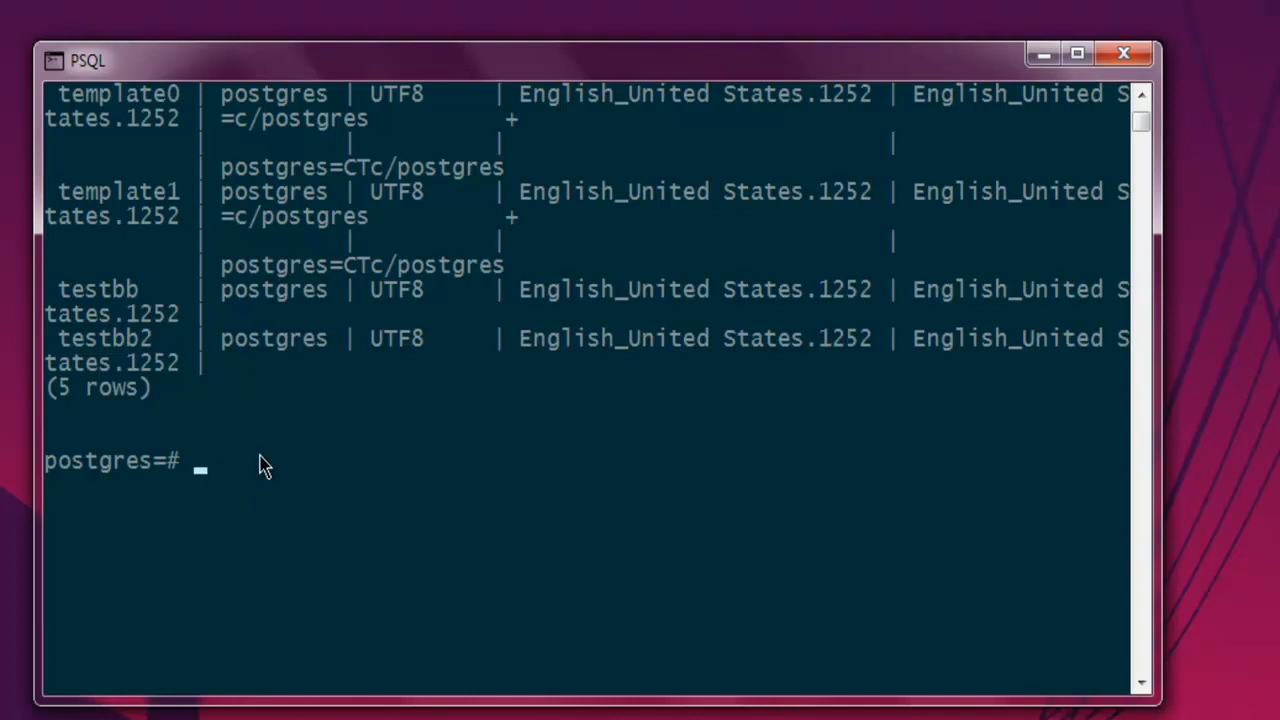 PSQL
template0 | postgres | UTF8 | English_United States.1252 | English_United S
tates.1252 | =c/postgres +
| | | |
| postgres=CTc/postgres
template1 | postgres | UTF8 | English_United States.1252 | English_United S
tates.1252 | =c/postgres +
| | | |
| postgres=CTc/postgres
testbb | postgres | UTF8 | English_United States.1252 | English_United S
tates.1252 |
testbb2 | postgres | UTF8 | English_United States.1252 | English_United S
tates.1252 |
(5 rows)
postgres=#